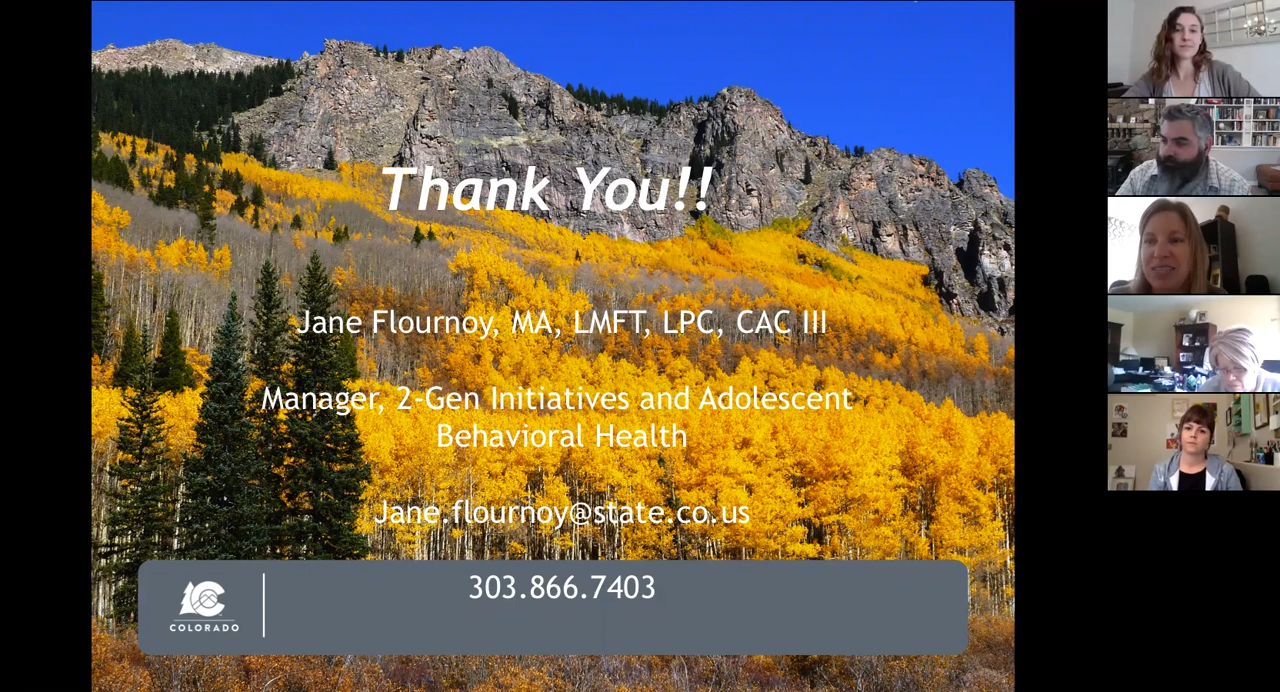 Thank You!!
Jane Flournoy, MA, LMFT, LPC, CAC III
Manager, 2-Gen Initiatives and Adolescent
Behavioral Health
Jane.flournoy@state.co.us
303.866.7403
COLORADO